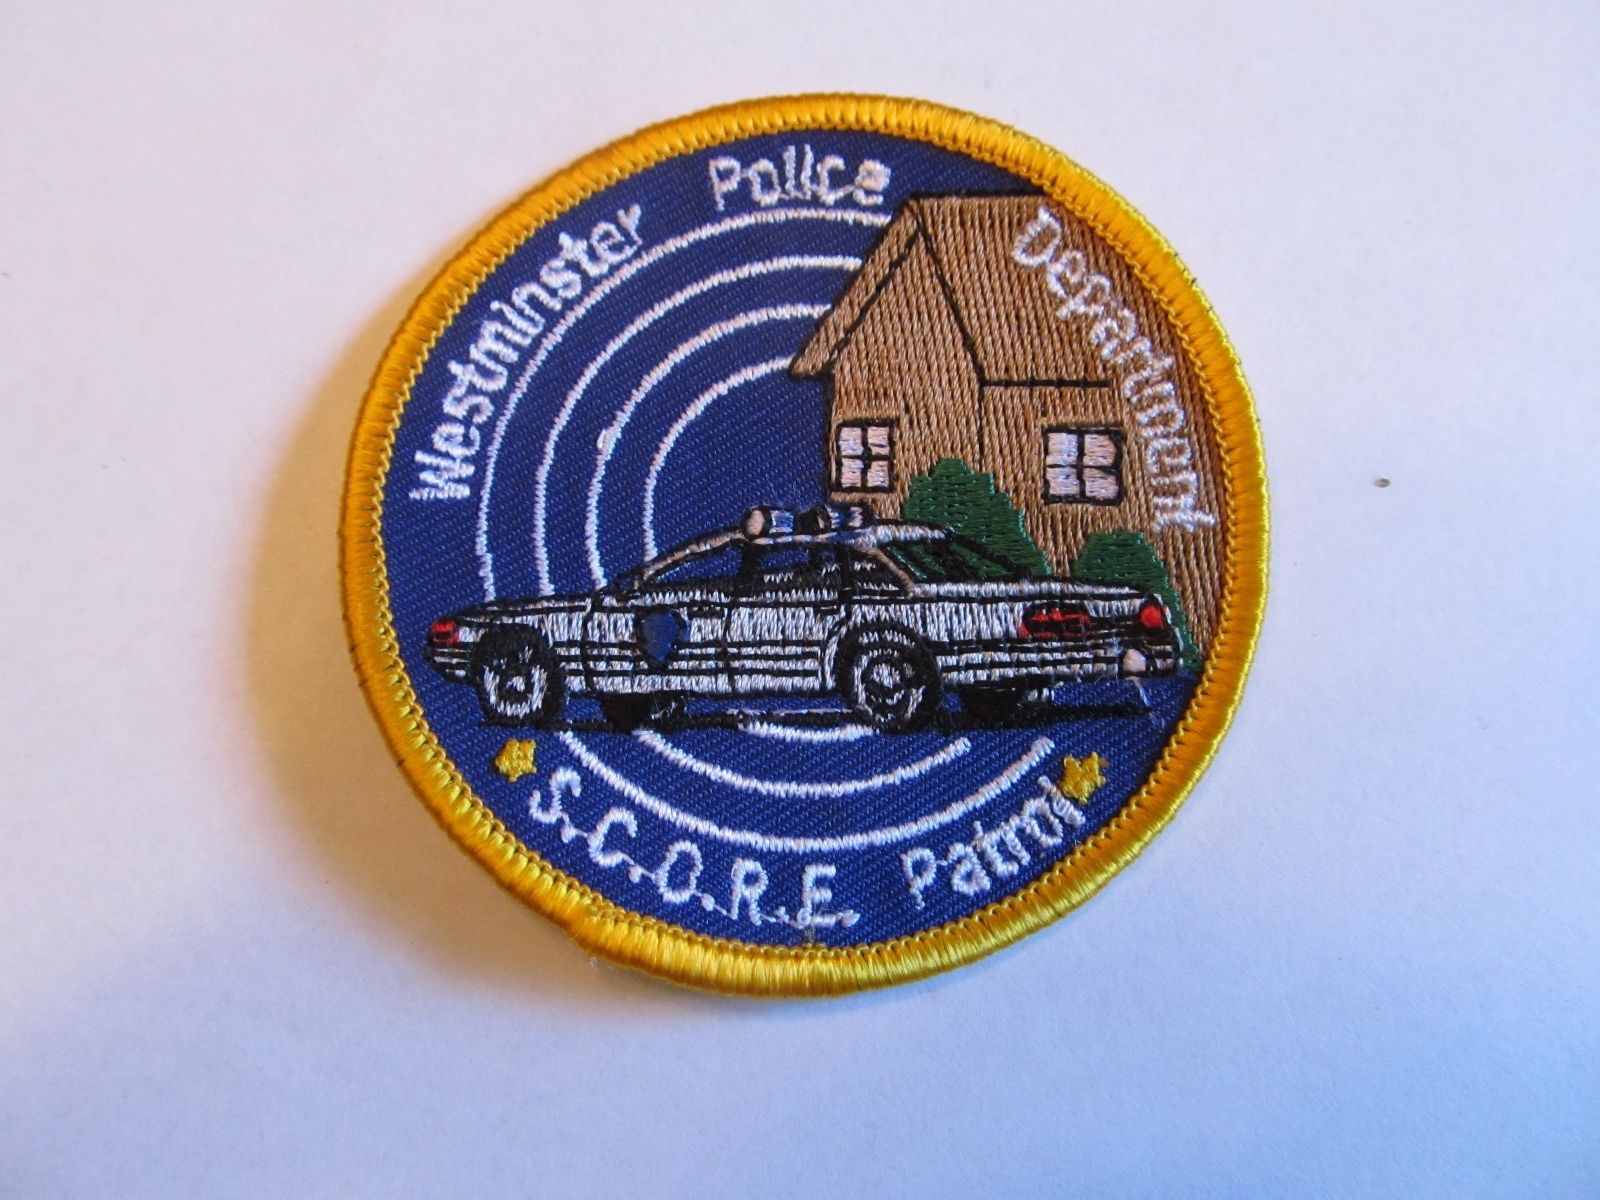 Westminster Police Department
S.C.O.R.E. Patrol